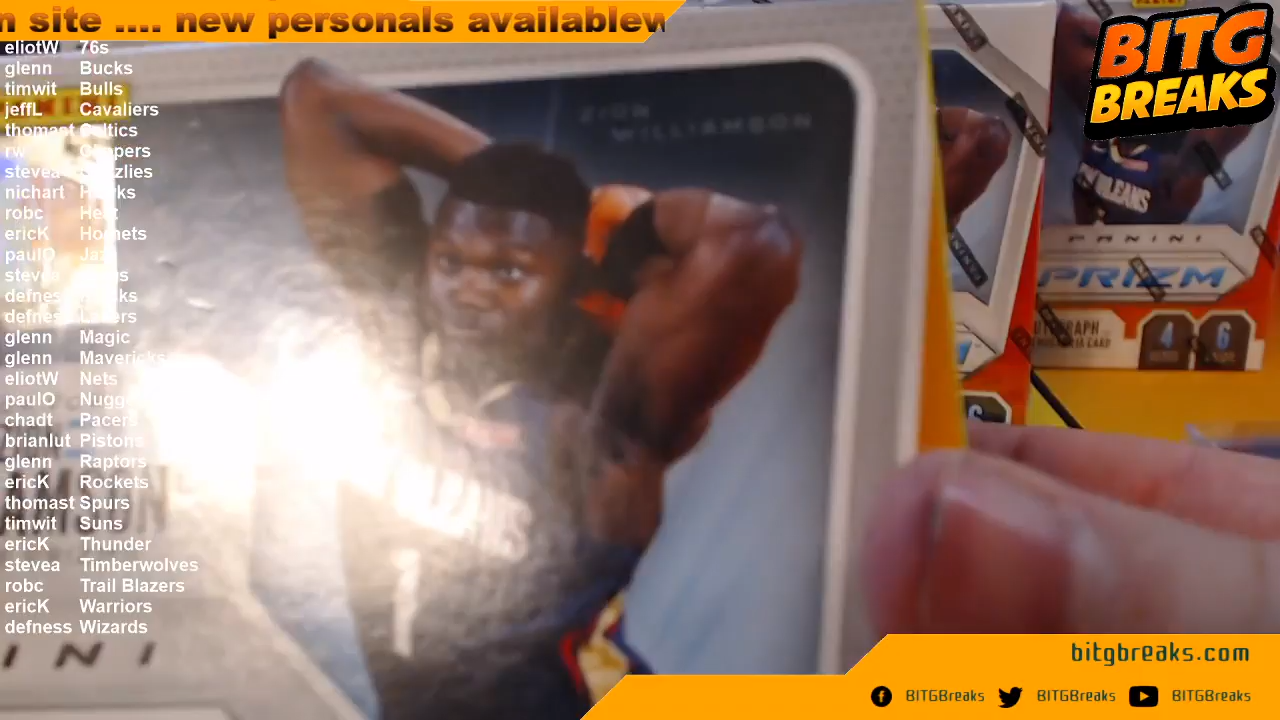 n site .... new personals availablew
BITG
BREAKS
eliotW 76s
glenn Bucks
timwit Bulls
jeffL Cavaliers
thomast Celtics
rw Clippers
stevea Grizzlies
nichart Hawks
robc Heat
ericK Hornets
paulO Jazz
stevea Kings
defness Knicks
defness Lakers
glenn Magic
glenn Mavericks
eliotW Nets
paulO Nuggets
chadt Pacers
brianlut Pistons
glenn Raptors
ericK Rockets
thomast Spurs
timwit Suns
ericK Thunder
stevea Timberwolves
robc Trail Blazers
ericK Warriors
defness Wizards
ZION
WILLIAMSON
PANINI
PRIZM
4 6
INI
bitgbreaks.com
BITGBreaks BITGBreaks BITGBreaks